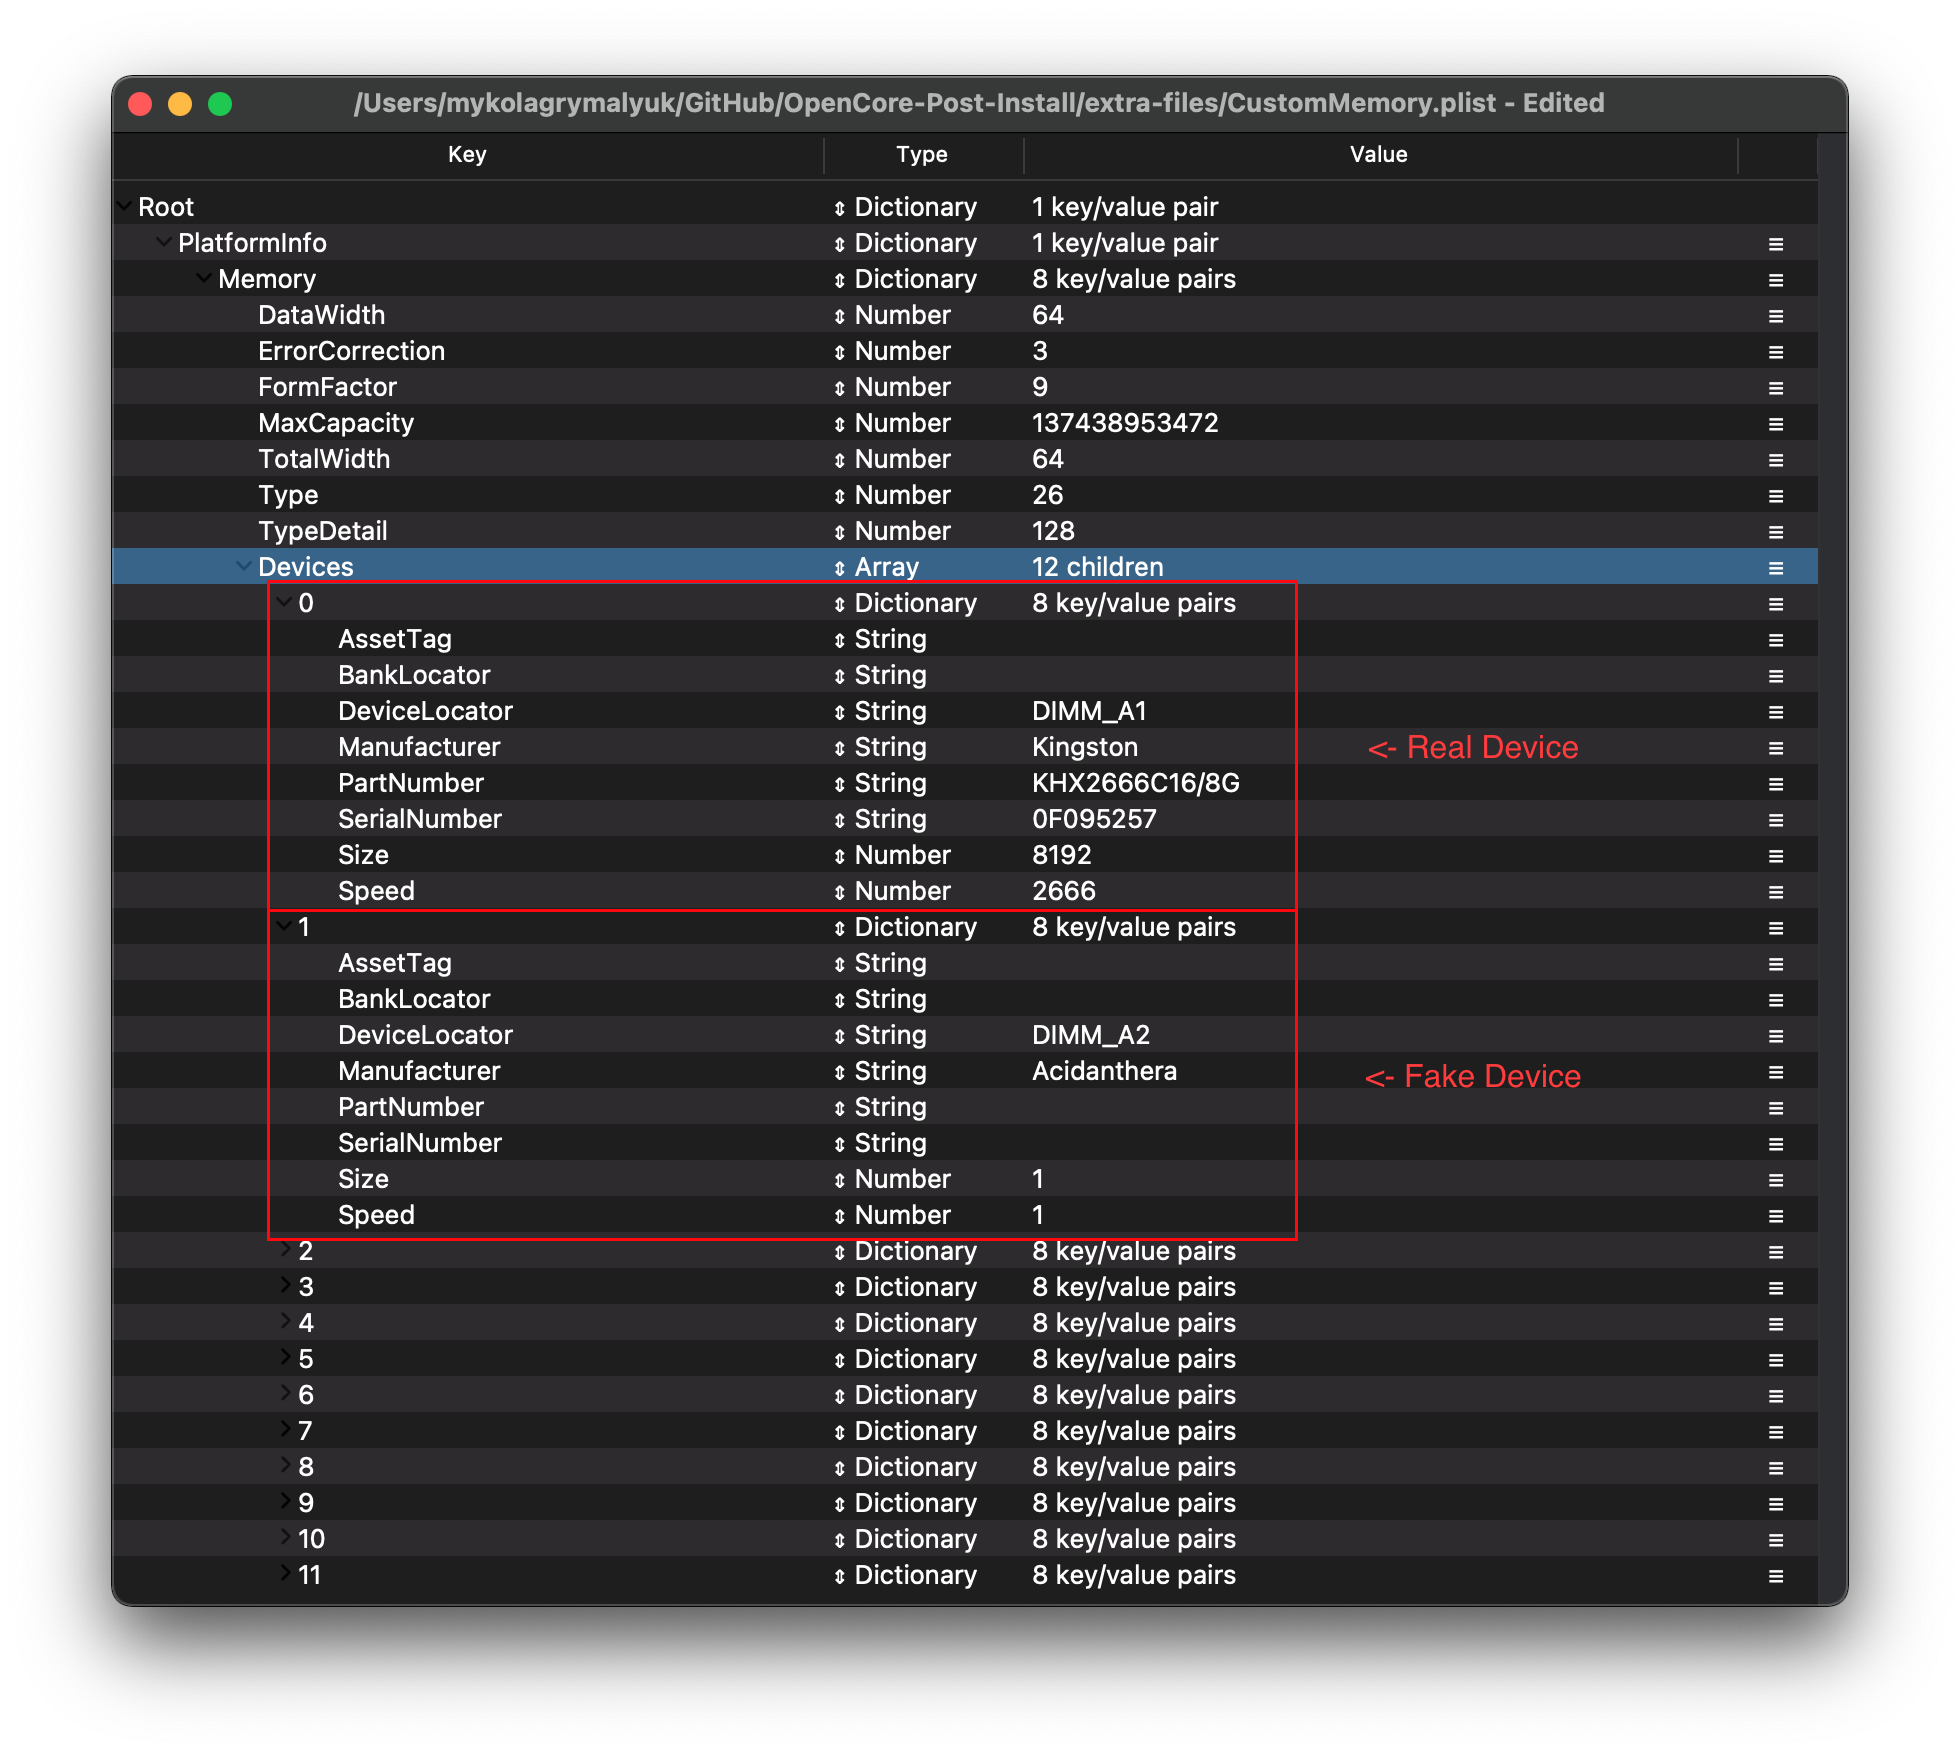 /Users/mykolagrymalyuk/GitHub/OpenCore-Post-Install/extra-files/CustomMemory.plist - Edited
Key Type Value
Root Dictionary 1 key/value pair
PlatformInfo Dictionary 1 key/value pair
Memory Dictionary 8 key/value pairs
DataWidth Number 64
ErrorCorrection Number 3
FormFactor Number 9
MaxCapacity Number 137438953472
TotalWidth Number 64
Type Number 26
TypeDetail Number 128
Devices Array 12 children
0 Dictionary 8 key/value pairs
AssetTag String
BankLocator String
DeviceLocator String DIMM_A1
Manufacturer String Kingston <- Real Device
PartNumber String KHX2666C16/8G
SerialNumber String 0F095257
Size Number 8192
Speed Number 2666
1 Dictionary 8 key/value pairs
AssetTag String
BankLocator String
DeviceLocator String DIMM_A2
Manufacturer String Acidanthera <- Fake Device
PartNumber String
SerialNumber String
Size Number 1
Speed Number 1
2 Dictionary 8 key/value pairs
3 Dictionary 8 key/value pairs
4 Dictionary 8 key/value pairs
5 Dictionary 8 key/value pairs
6 Dictionary 8 key/value pairs
7 Dictionary 8 key/value pairs
8 Dictionary 8 key/value pairs
9 Dictionary 8 key/value pairs
10 Dictionary 8 key/value pairs
11 Dictionary 8 key/value pairs